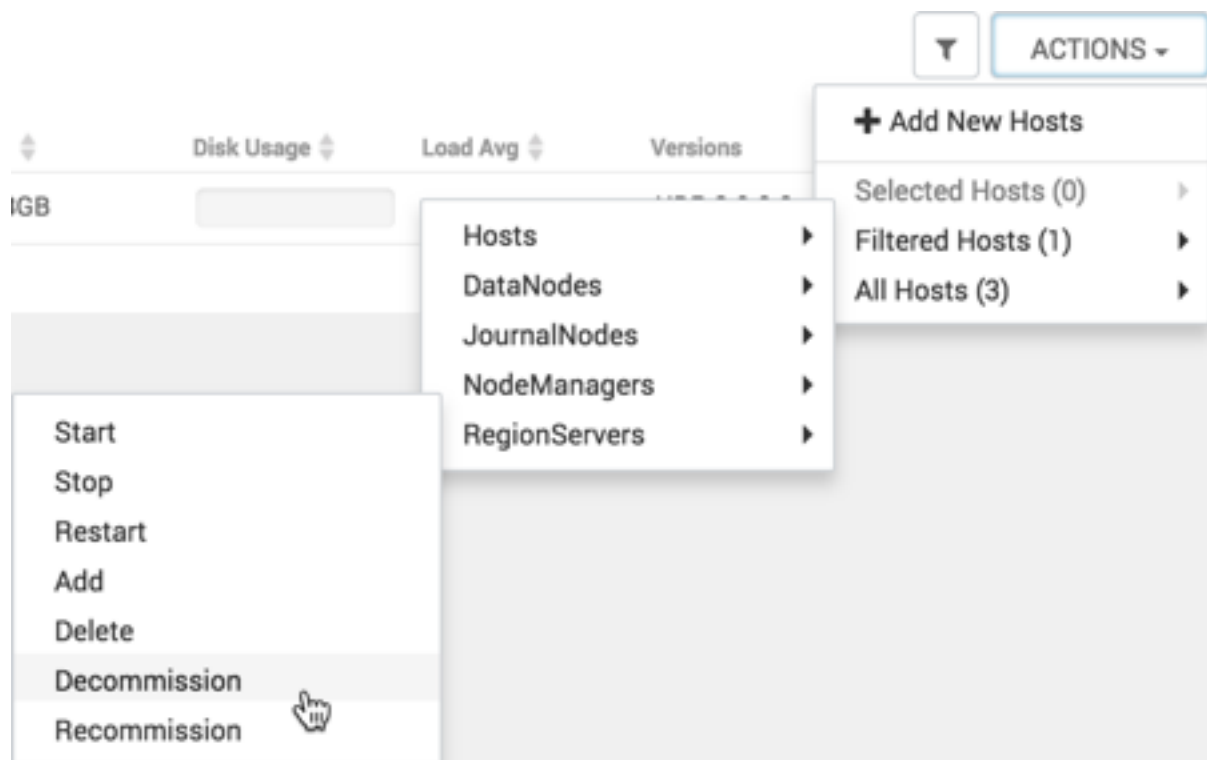 ACTIONS
Add New Hosts
Disk Usage Load Avg Versions
Selected Hosts (0)
GB
Filtered Hosts (1)
All Hosts (3)
Hosts
DataNodes
JournalNodes
NodeManagers
RegionServers
Start
Stop
Restart
Add
Delete
Decommission
Recommission